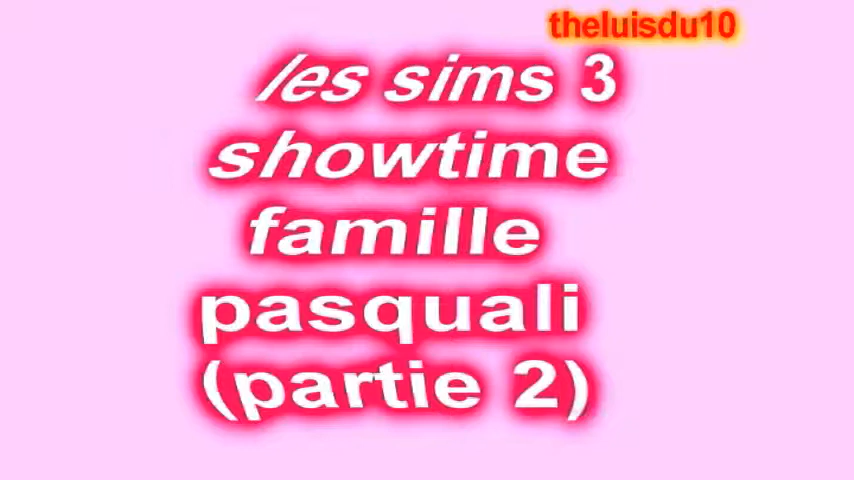 theluisdu10
les sims 3
showtime
famille
pasquali
(partie 2)